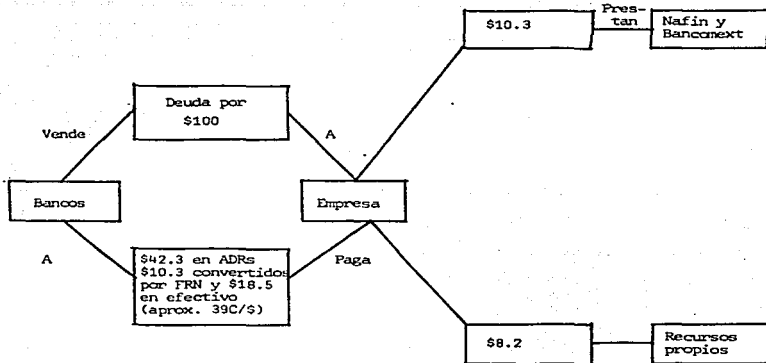 Pres-
tan
$10.3
Nafin y
Bancomext
Deuda por
$100
Vende
A
Bancos
Empresa
A
$42.3 en ADRs
$10.3 convertidos
por FRN y $18.5
en efectivo
(aprox. 39C/$)
Paga
$8.2
Recursos
propios